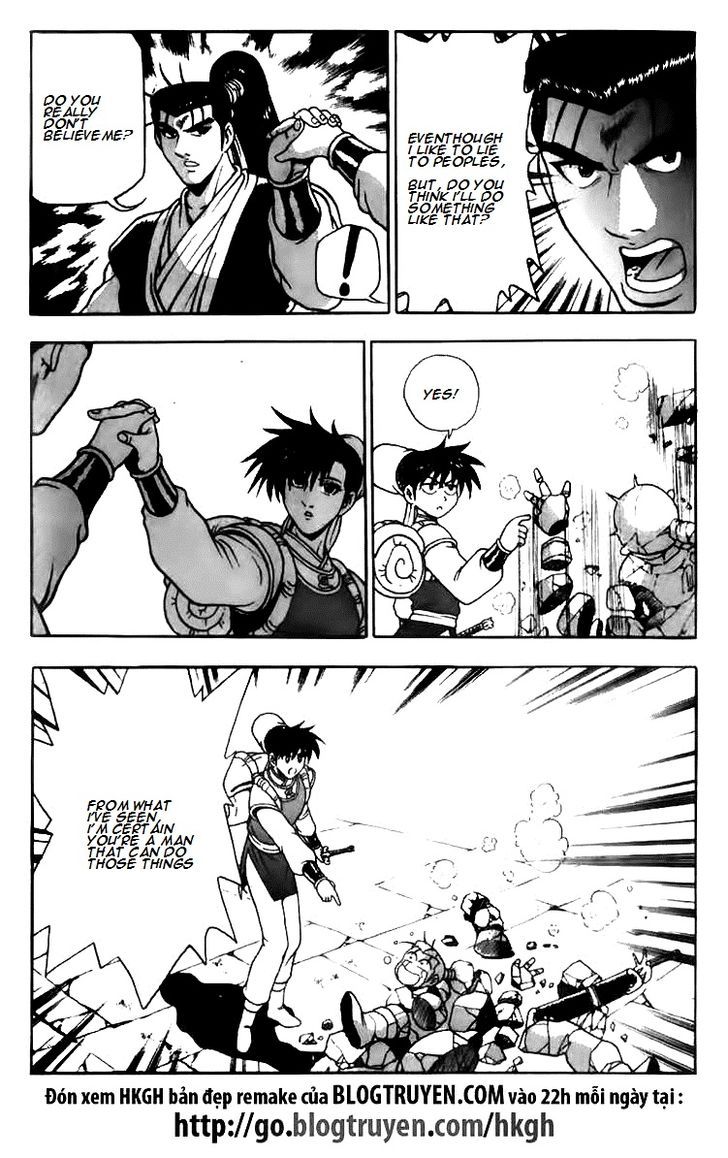 DO YOU
REALLY
DON'T
BELIEVE ME?
!
EVENTHOUGH
I LIKE TO LIE
TO PEOPLES,
BUT, DO YOU
THINK I'LL DO
SOMETHING
LIKE THAT?
YES!
FROM WHAT
I'VE SEEN,
I'M CERTAIN
YOU'RE A MAN
THAT CAN DO
THOSE THINGS
Đón xem HKGH bản đẹp remake của BLOGTRUYEN.COM vào 22h mỗi ngày tại :
http://go.blogtruyen.com/hkgh